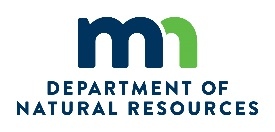 mn
DEPARTMENT OF
NATURAL RESOURCES